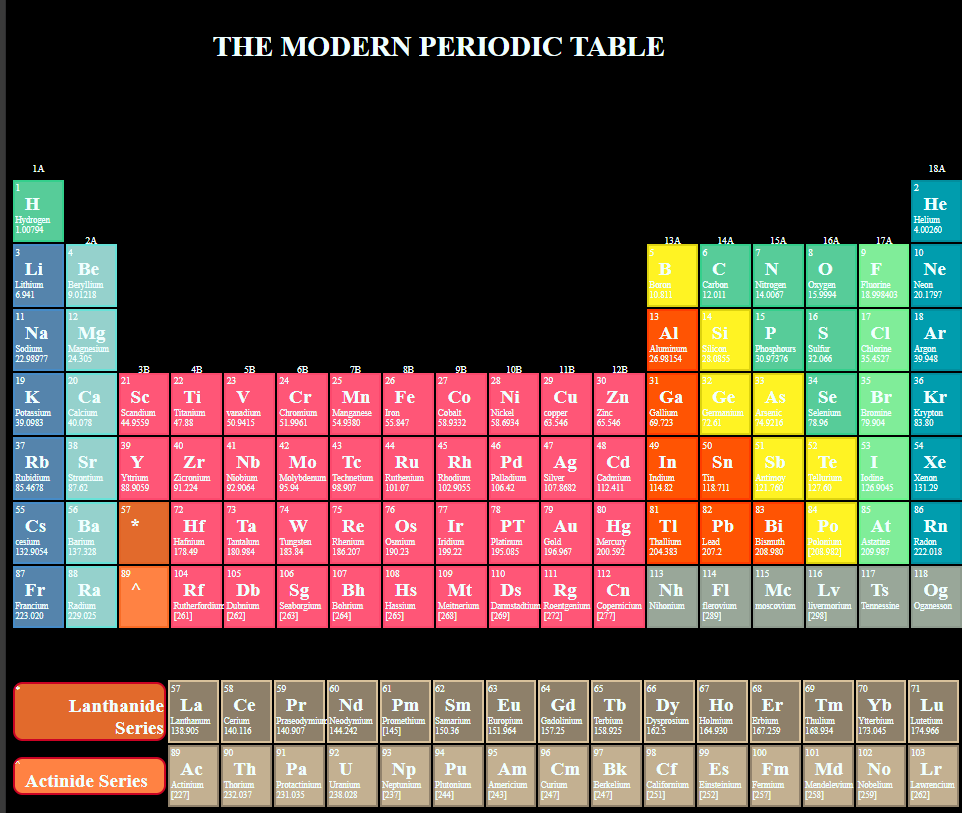 THE MODERN PERIODIC TABLE
1A
18A
1
H
Hydrogen
1.00794
2
He
Helium
4.00260
2A
13A
14A
15A
16A
17A
3
Li
Lithium
6.941
4
Be
Beryllium
9.01218
5
B
Boron
10.811
6
C
Carbon
12.011
7
N
Nitrogen
14.0067
8
O
Oxygen
15.9994
9
F
Fluorine
18.998403
10
Ne
Neon
20.1797
11
Na
Sodium
22.98977
12
Mg
Magnesium
24.305
13
Al
Aluminum
26.98154
14
Si
Silicon
28.0855
15
P
Phosphours
30.97376
16
S
Sulfur
32.066
17
Cl
Chlorine
35.4527
18
Ar
Argon
39.948
3B
4B
5B
6B
7B
8B
9B
10B
11B
12B
19
K
Potassium
39.0983
20
Ca
Calcium
40.078
21
Sc
Scandium
44.9559
22
Ti
Titanium
47.88
23
V
vanadium
50.9415
24
Cr
Chromium
51.9961
25
Mn
Manganese
54.9380
26
Fe
Iron
55.847
27
Co
Cobalt
58.9332
28
Ni
Nickel
58.6934
29
Cu
copper
63.546
30
Zn
Zinc
65.546
31
Ga
Gallium
69.723
32
Ge
Germanium
72.61
33
As
Arsenic
74.9216
34
Se
Selenium
78.96
35
Br
Bromine
79.904
36
Kr
Krypton
83.80
37
Rb
Rubidium
85.4678
38
Sr
Strontium
87.62
39
Y
Yttrium
88.9059
40
Zr
Zicronium
91.224
41
Nb
Niobium
92.9064
42
Mo
Molybdenum
95.94
43
Tc
Technetium
98.907
44
Ru
Ruthenium
101.07
45
Rh
Rhodium
102.9055
46
Pd
Palladium
106.42
47
Ag
Silver
107.8682
48
Cd
Cadmium
112.411
49
In
Indium
114.82
50
Sn
Tin
118.711
51
Sb
Antimoy
121.760
52
Te
Telluruim
127.60
53
I
Iodine
126.9045
54
Xe
Xenon
131.29
55
Cs
cesium
132.9054
56
Ba
Barium
137.328
57
*
72
Hf
Hafnium
178.49
73
Ta
Tantalum
180.984
74
W
Tungsten
183.84
75
Re
Rhenium
186.207
76
Os
Osmium
190.23
77
Ir
Iridium
199.22
78
PT
Platinum
195.085
79
Au
Gold
196.967
80
Hg
Mercury
200.592
81
Tl
Thallium
204.383
82
Pb
Lead
207.2
83
Bi
Bismuth
208.980
84
Po
Polonium
[208.982]
85
At
Astatine
209.987
86
Rn
Radon
222.018
87
Fr
Francium
223.020
88
Ra
Radium
229.025
89
^
104
Rf
Rutherfordium
[261]
105
Db
Dubnium
[262]
106
Sg
Seaborgium
[263]
107
Bh
Bohrium
[264]
108
Hs
Hassium
[265]
109
Mt
Meitnerium
[268]
110
Ds
Darmstadtium
[269]
111
Rg
Roentgenium
[272]
112
Cn
Copernicium
[277]
113
Nh
Nihonium
114
Fl
flerovium
[289]
115
Mc
moscovium
116
Lv
livermorium
[298]
117
Ts
Tennessine
118
Og
Oganesson
*
Lanthanide
Series
57
La
Lanthanum
138.905
58
Ce
Cerium
140.116
59
Pr
Praseodymium
140.907
60
Nd
Neodymium
144.242
61
Pm
Promethium
[145]
62
Sm
Samarium
150.36
63
Eu
Europium
151.964
64
Gd
Gadolinium
157.25
65
Tb
Terbium
158.925
66
Dy
Dysprosium
162.5
67
Ho
Holmium
164.930
68
Er
Erbium
167.259
69
Tm
Thulium
168.934
70
Yb
Ytterbium
173.045
71
Lu
Lutetium
174.966
^
Actinide Series
89
Ac
Actinium
[227]
90
Th
Thorium
232.037
91
Pa
Protactinium
231.035
92
U
Uranium
238.028
93
Np
Neptunium
[237]
94
Pu
Plutonium
[244]
95
Am
Americium
[243]
96
Cm
Curium
[247]
97
Bk
Berkelium
[247]
98
Cf
Californium
[251]
99
Es
Einsteinium
[252]
100
Fm
Fermium
[257]
101
Md
Mendelevium
[258]
102
No
Nobelium
[259]
103
Lr
Lawrencium
[262]